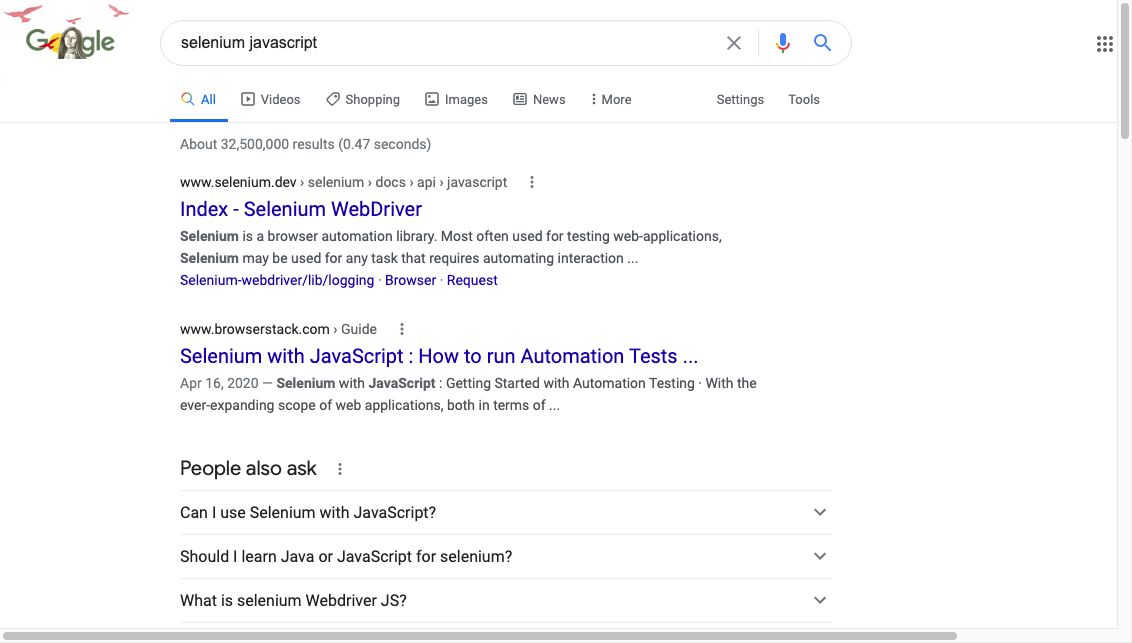 Google
selenium javascript
All Videos Shopping Images News More Settings Tools
About 32,500,000 results (0.47 seconds)
www.selenium.dev › selenium › docs › api › javascript
Index - Selenium WebDriver
Selenium is a browser automation library. Most often used for testing web-applications,
Selenium may be used for any task that requires automating interaction ...
Selenium-webdriver/lib/logging · Browser · Request
www.browserstack.com › Guide
Selenium with JavaScript : How to run Automation Tests ...
Apr 16, 2020 — Selenium with JavaScript : Getting Started with Automation Testing · With the
ever-expanding scope of web applications, both in terms of ...
People also ask
Can I use Selenium with JavaScript?
Should I learn Java or JavaScript for selenium?
What is selenium Webdriver JS?